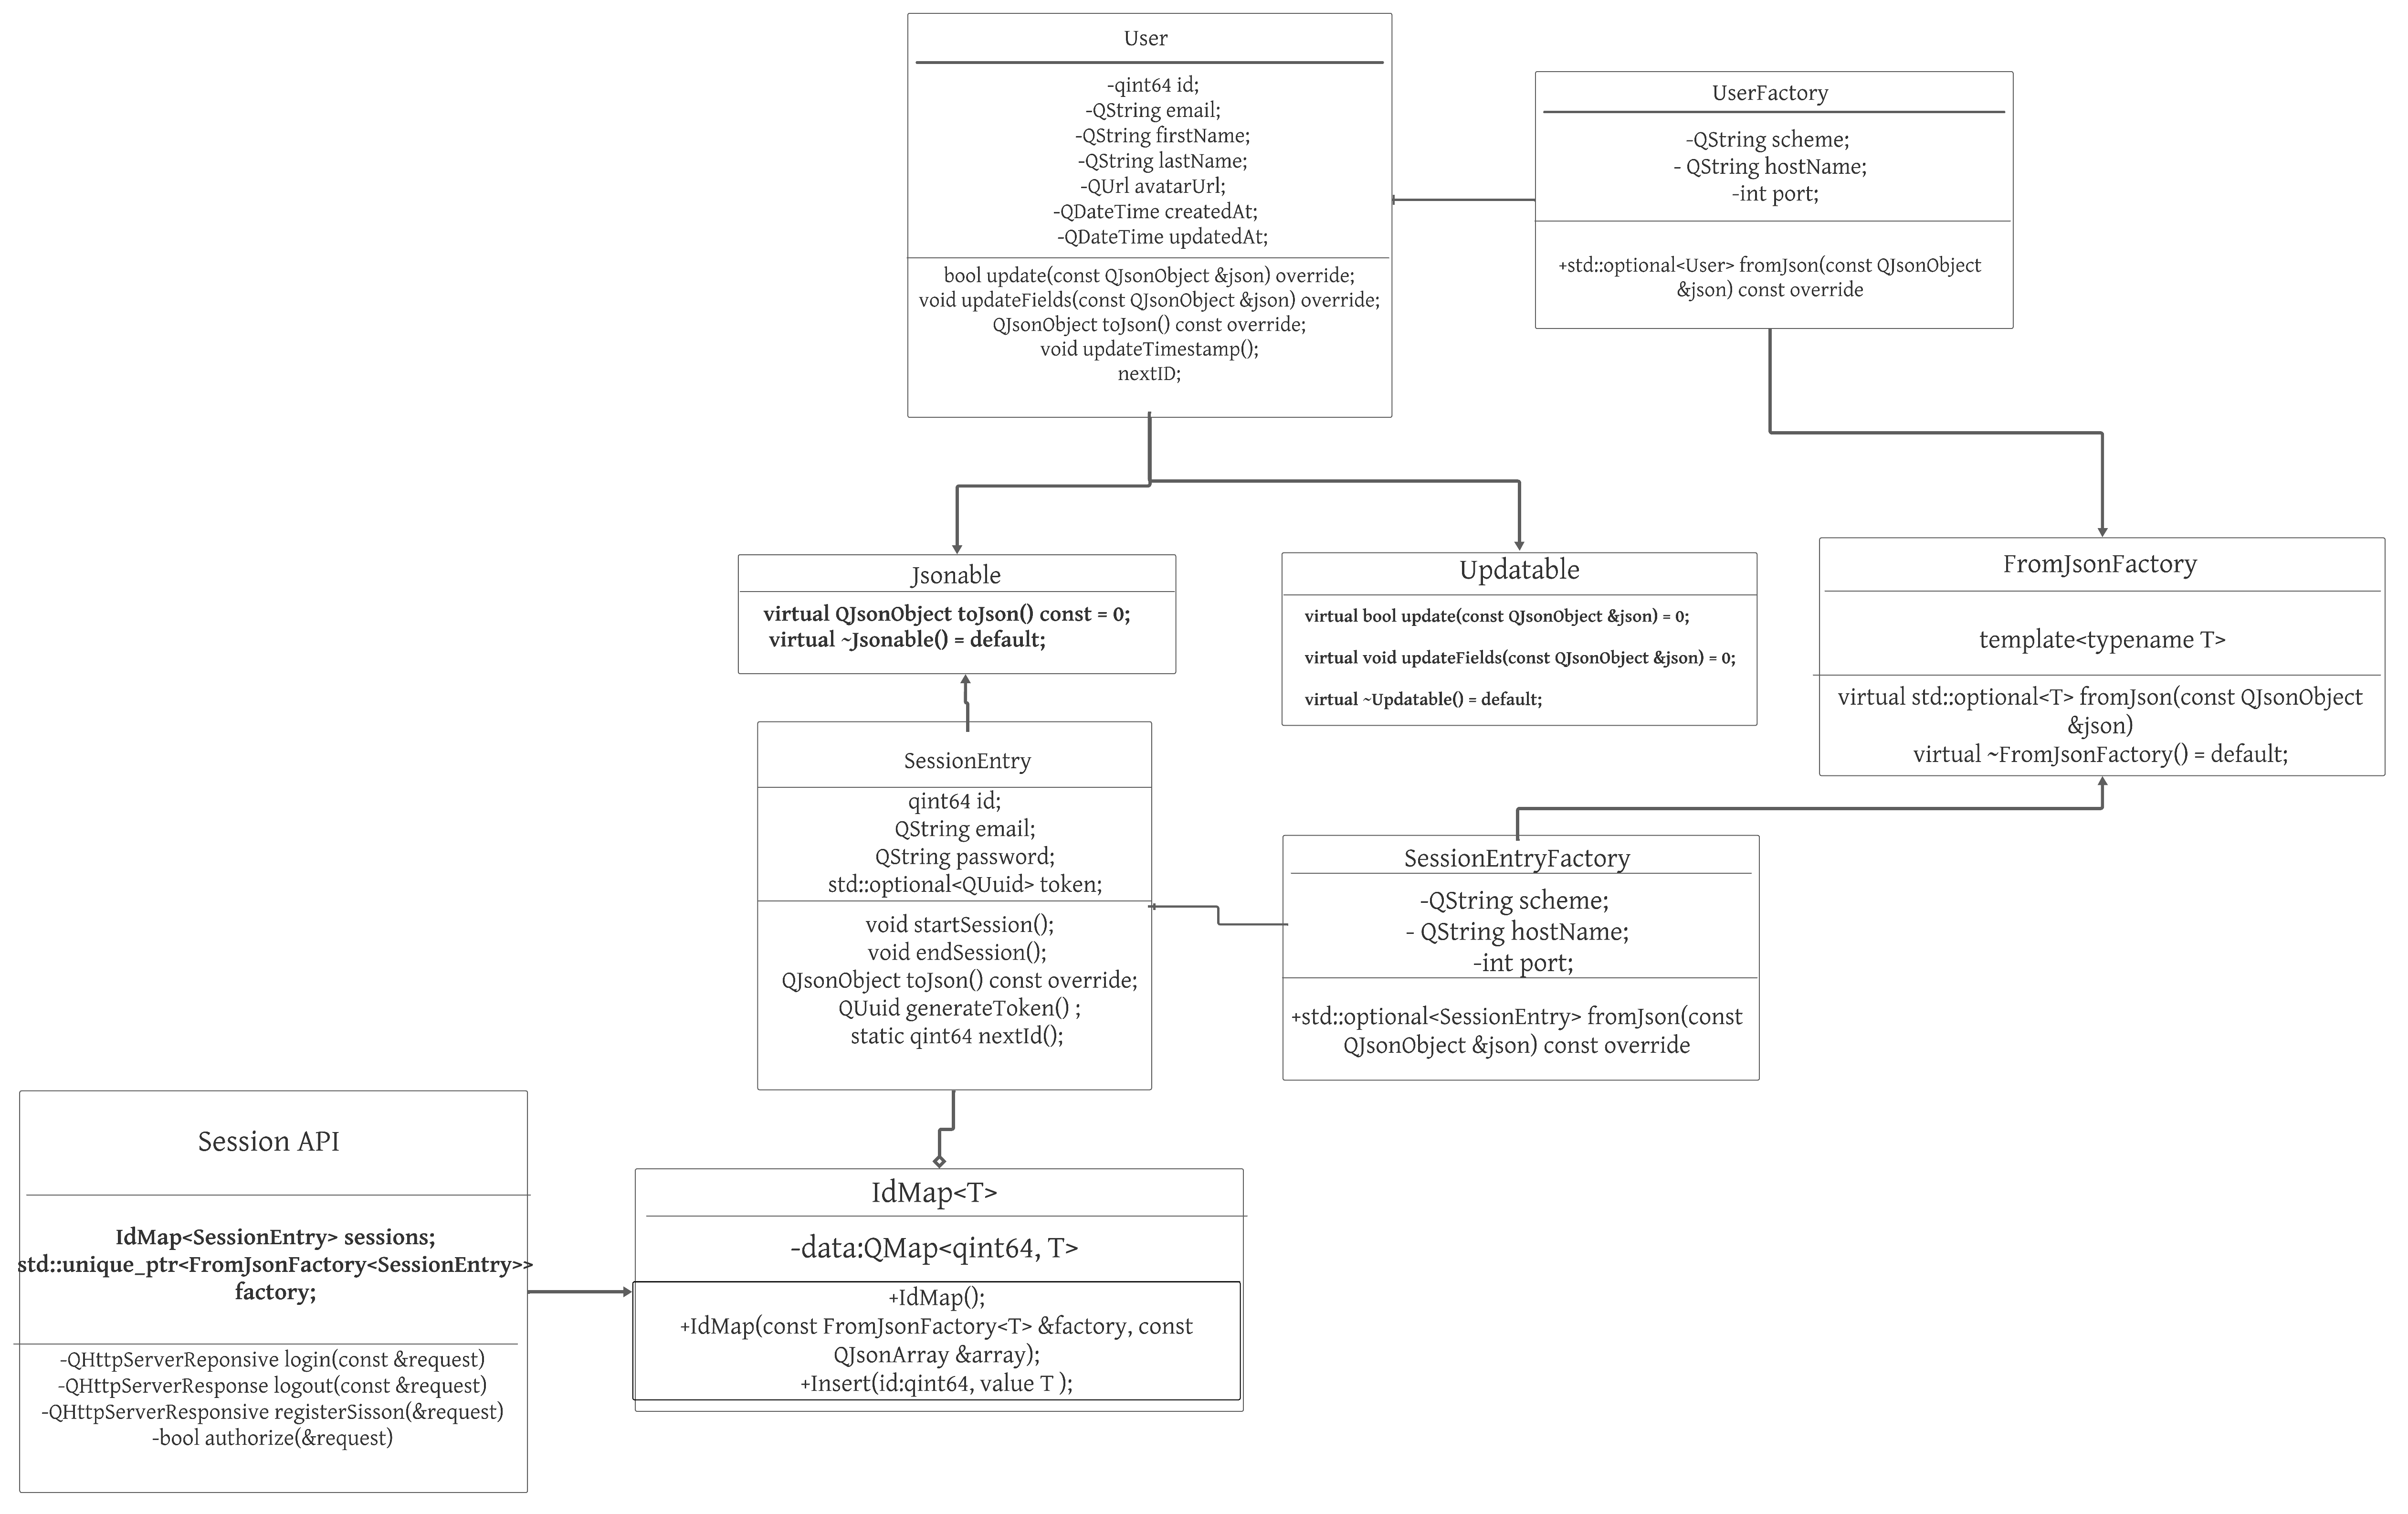 User
-qint64 id;
-QString email;
-QString firstName;
-QString lastName;
-QUrl avatarUrl;
-QDateTime createdAt;
-QDateTime updatedAt;
bool update(const QJsonObject &json) override;
void updateFields(const QJsonObject &json) override;
QJsonObject toJson() const override;
void updateTimestamp();
nextID;
UserFactory
-QString scheme;
- QString hostName;
-int port;
+std::optional<User> fromJson(const QJsonObject
&json) const override
Jsonable
virtual QJsonObject toJson() const = 0;
virtual ~Jsonable() = default;
Updatable
virtual bool update(const QJsonObject &json) = 0;
virtual void updateFields(const QJsonObject &json) = 0;
virtual ~Updatable() = default;
FromJsonFactory
template<typename T>
virtual std::optional<T> fromJson(const QJsonObject
&json)
virtual ~FromJsonFactory() = default;
SessionEntry
qint64 id;
QString email;
QString password;
std::optional<QUuid> token;
void startSession();
void endSession();
QJsonObject toJson() const override;
QUuid generateToken() ;
static qint64 nextId();
SessionEntryFactory
-QString scheme;
- QString hostName;
-int port;
+std::optional<SessionEntry> fromJson(const
QJsonObject &json) const override
Session API
IdMap<SessionEntry> sessions;
std::unique_ptr<FromJsonFactory<SessionEntry>>
factory;
-QHttpServerReponsive login(const &request)
-QHttpServerResponse logout(const &request)
-QHttpServerResponsive registerSisson(&request)
-bool authorize(&request)
IdMap<T>
-data:QMap<qint64, T>
+IdMap();
+IdMap(const FromJsonFactory<T> &factory, const
QJsonArray &array);
+Insert(id:qint64, value T );